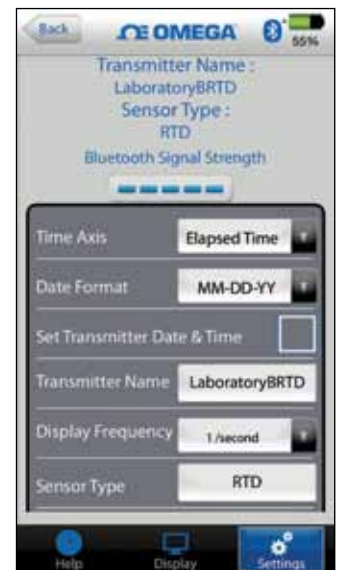 Back ΩE OMEGA 55%
Transmitter Name :
LaboratoryBRTD
Sensor Type :
RTD
Bluetooth Signal Strength
Time Axis Elapsed Time
Date Format MM-DD-YY
Set Transmitter Date & Time
Transmitter Name LaboratoryBRTD
Display Frequency 1/second
Sensor Type RTD
Help Display Settings